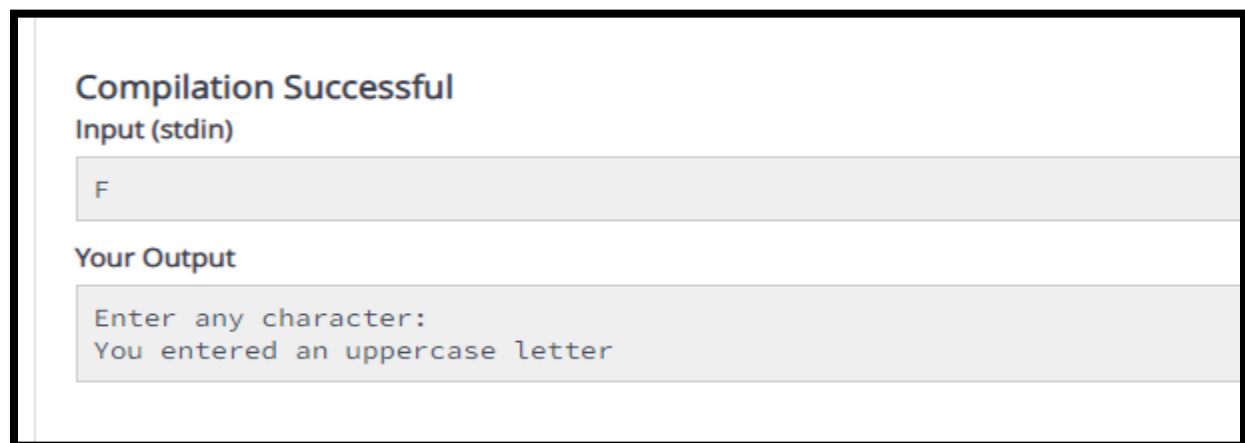 Compilation Successful
Input (stdin)
F
Your Output
Enter any character:
You entered an uppercase letter